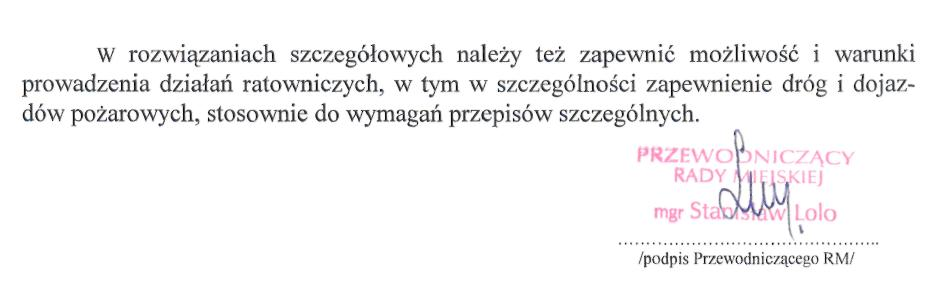 W rozwiązaniach szczegółowych należy też zapewnić możliwość i warunki
prowadzenia działań ratowniczych, w tym w szczególności zapewnienie dróg i dojaz-
dów pożarowych, stosownie do wymagań przepisów szczególnych.
PRZEWODNICZĄCY
RADY MIEJSKIEJ
mgr Stanisław Lolo
/podpis Przewodniczącego RM/